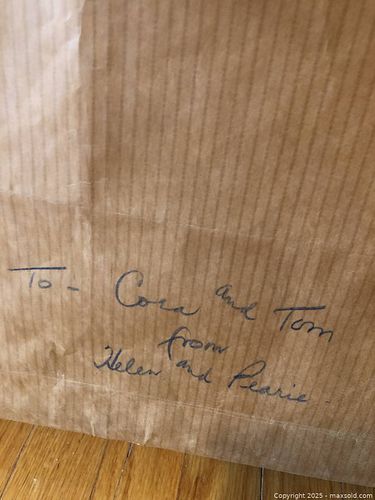 To - Cora and Tom
from
Helen and Pearie
Copyright 2025 - maxsold.com